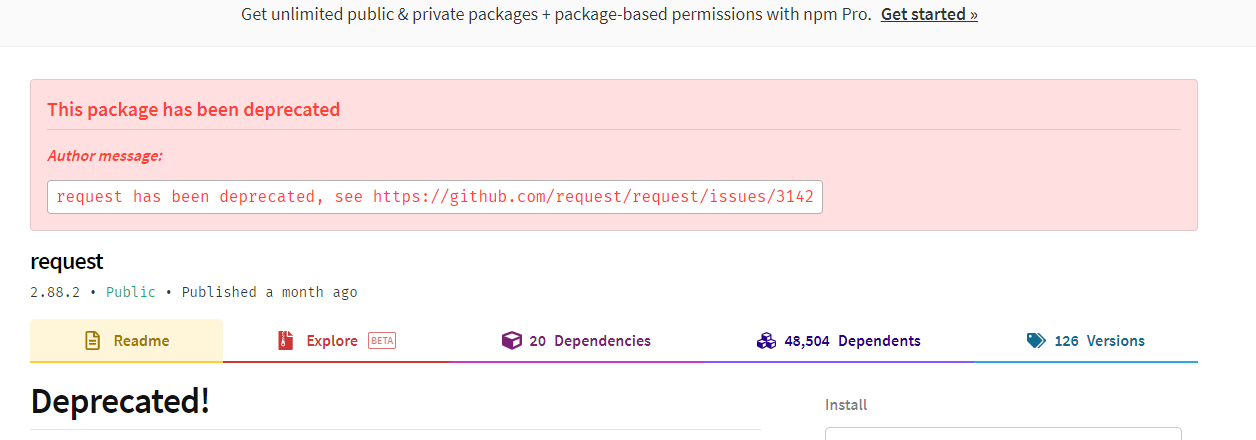 Get unlimited public & private packages + package-based permissions with npm Pro. Get started »
This package has been deprecated
Author message:
request has been deprecated, see https://github.com/request/request/issues/3142
request
2.88.2 • Public • Published a month ago
Readme Explore BETA 20 Dependencies 48,504 Dependents 126 Versions
Deprecated!
Install